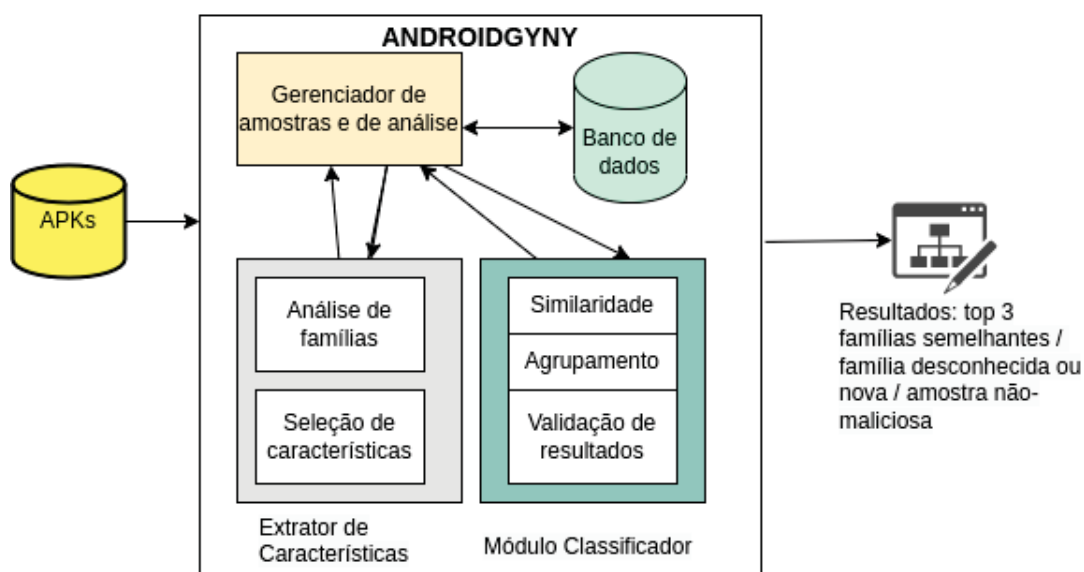 ANDROIDGYNY
Gerenciador de
amostras e de análise
Banco de
dados
APKs
Análise de
famílias
Seleção de
características
Extrator de
Características
Similaridade
Agrupamento
Validação de
resultados
Módulo Classificador
Resultados: top 3
famílias semelhantes /
família desconhecida ou
nova / amostra não-
maliciosa